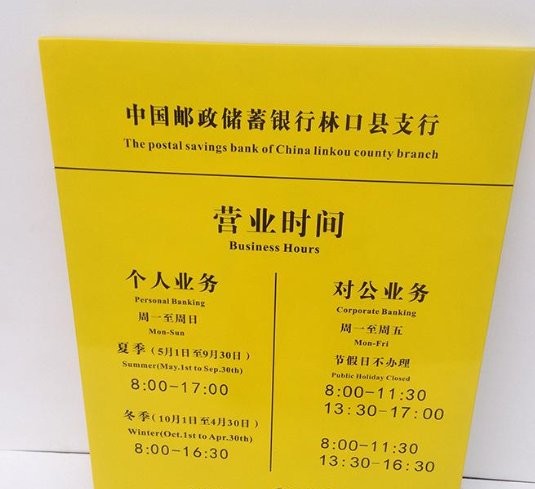 中国邮政储蓄银行林口县支行
The postal savings bank of China linkou county branch
营业时间
Business Hours
个人业务
Personal Banking
周一至周日
Mon-Sun
夏季（5月1日至9月30日）
Summer(May.1st to Sep.30th)
8:00-17:00
冬季（10月1日至4月30日）
Winter(Oct.1st to Apr.30th)
8:00-16:30
对公业务
Corporate Banking
周一至周五
Mon-Fri
节假日不办理
Public Holiday Closed
8:00-11:30
13:30-17:00
8:00-11:30
13:30-16:30